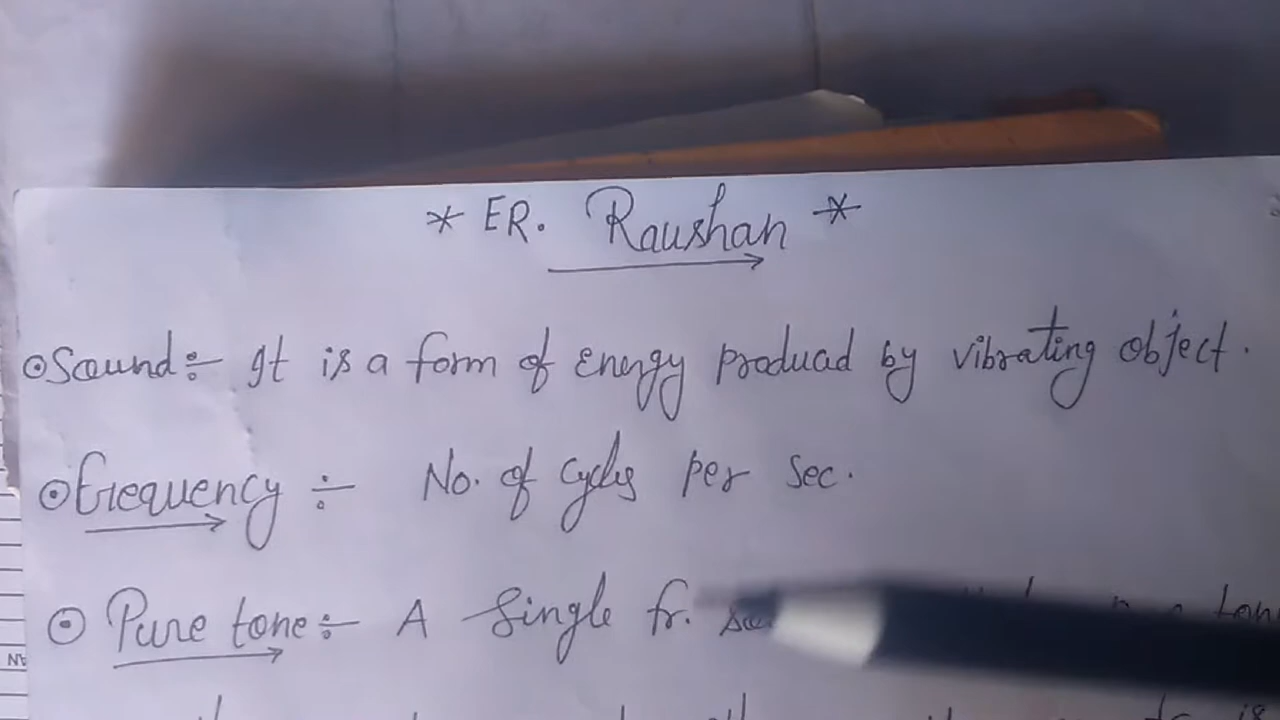 * ER. Raushan *
⊙ Sound:- It is a form of energy produced by vibrating object.
⊙ Frequency :- No. of cycles per sec.
⊙ Pure tone:- A single fr.